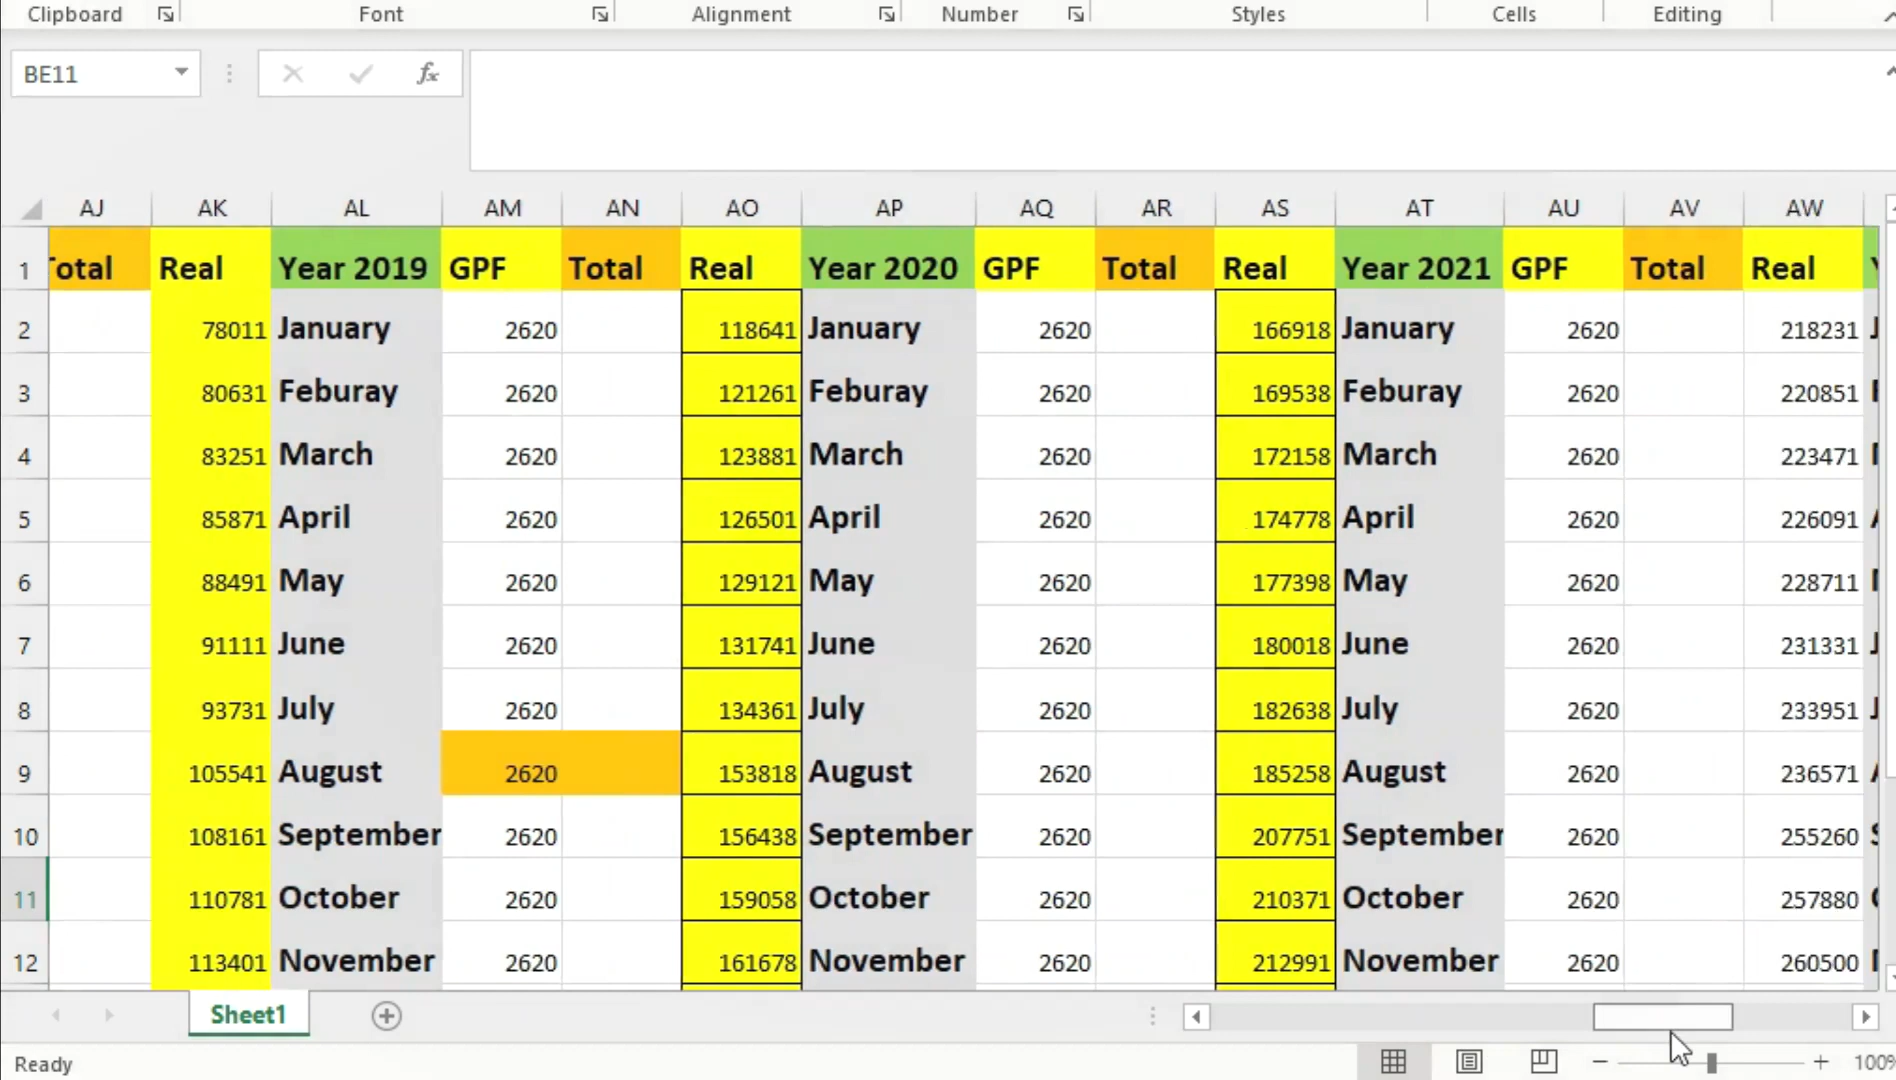 Clipboard Font Alignment Number Styles Cells Editing
BE11 fx
AJ AK AL AM AN AO AP AQ AR AS AT AU AV AW
1 Total Real Year 2019 GPF Total Real Year 2020 GPF Total Real Year 2021 GPF Total Real
2 78011 January 2620 118641 January 2620 166918 January 2620 218231
3 80631 Feburay 2620 121261 Feburay 2620 169538 Feburay 2620 220851
4 83251 March 2620 123881 March 2620 172158 March 2620 223471
5 85871 April 2620 126501 April 2620 174778 April 2620 226091
6 88491 May 2620 129121 May 2620 177398 May 2620 228711
7 91111 June 2620 131741 June 2620 180018 June 2620 231331
8 93731 July 2620 134361 July 2620 182638 July 2620 233951
9 105541 August 2620 153818 August 2620 185258 August 2620 236571
10 108161 September 2620 156438 September 2620 207751 September 2620 255260
11 110781 October 2620 159058 October 2620 210371 October 2620 257880
12 113401 November 2620 161678 November 2620 212991 November 2620 260500
Sheet1
Ready 100%